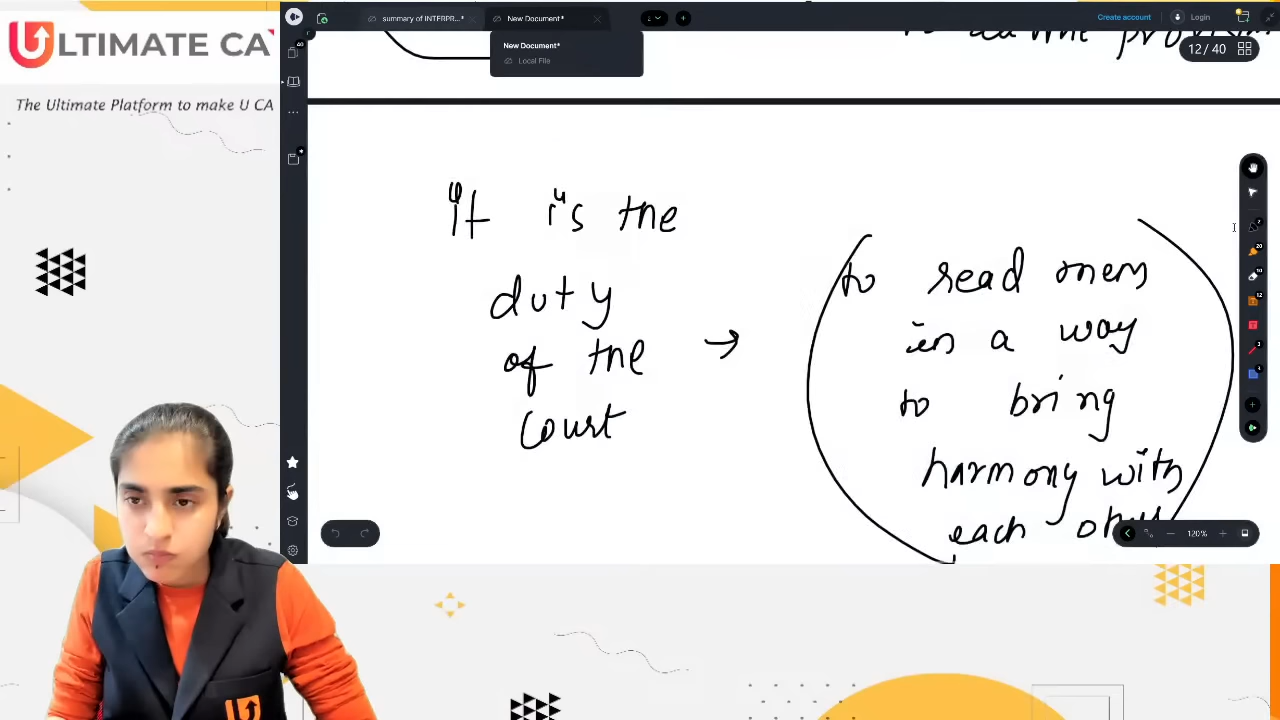 ULTIMATE CA
The Ultimate Platform to make U CA
summary of INTERPR...*
New Document*
Create account
Login
New Document*
Local File
12 / 40
it is the
duty
of the
court
to read them
in a way
to bring
harmony with
each other
120%